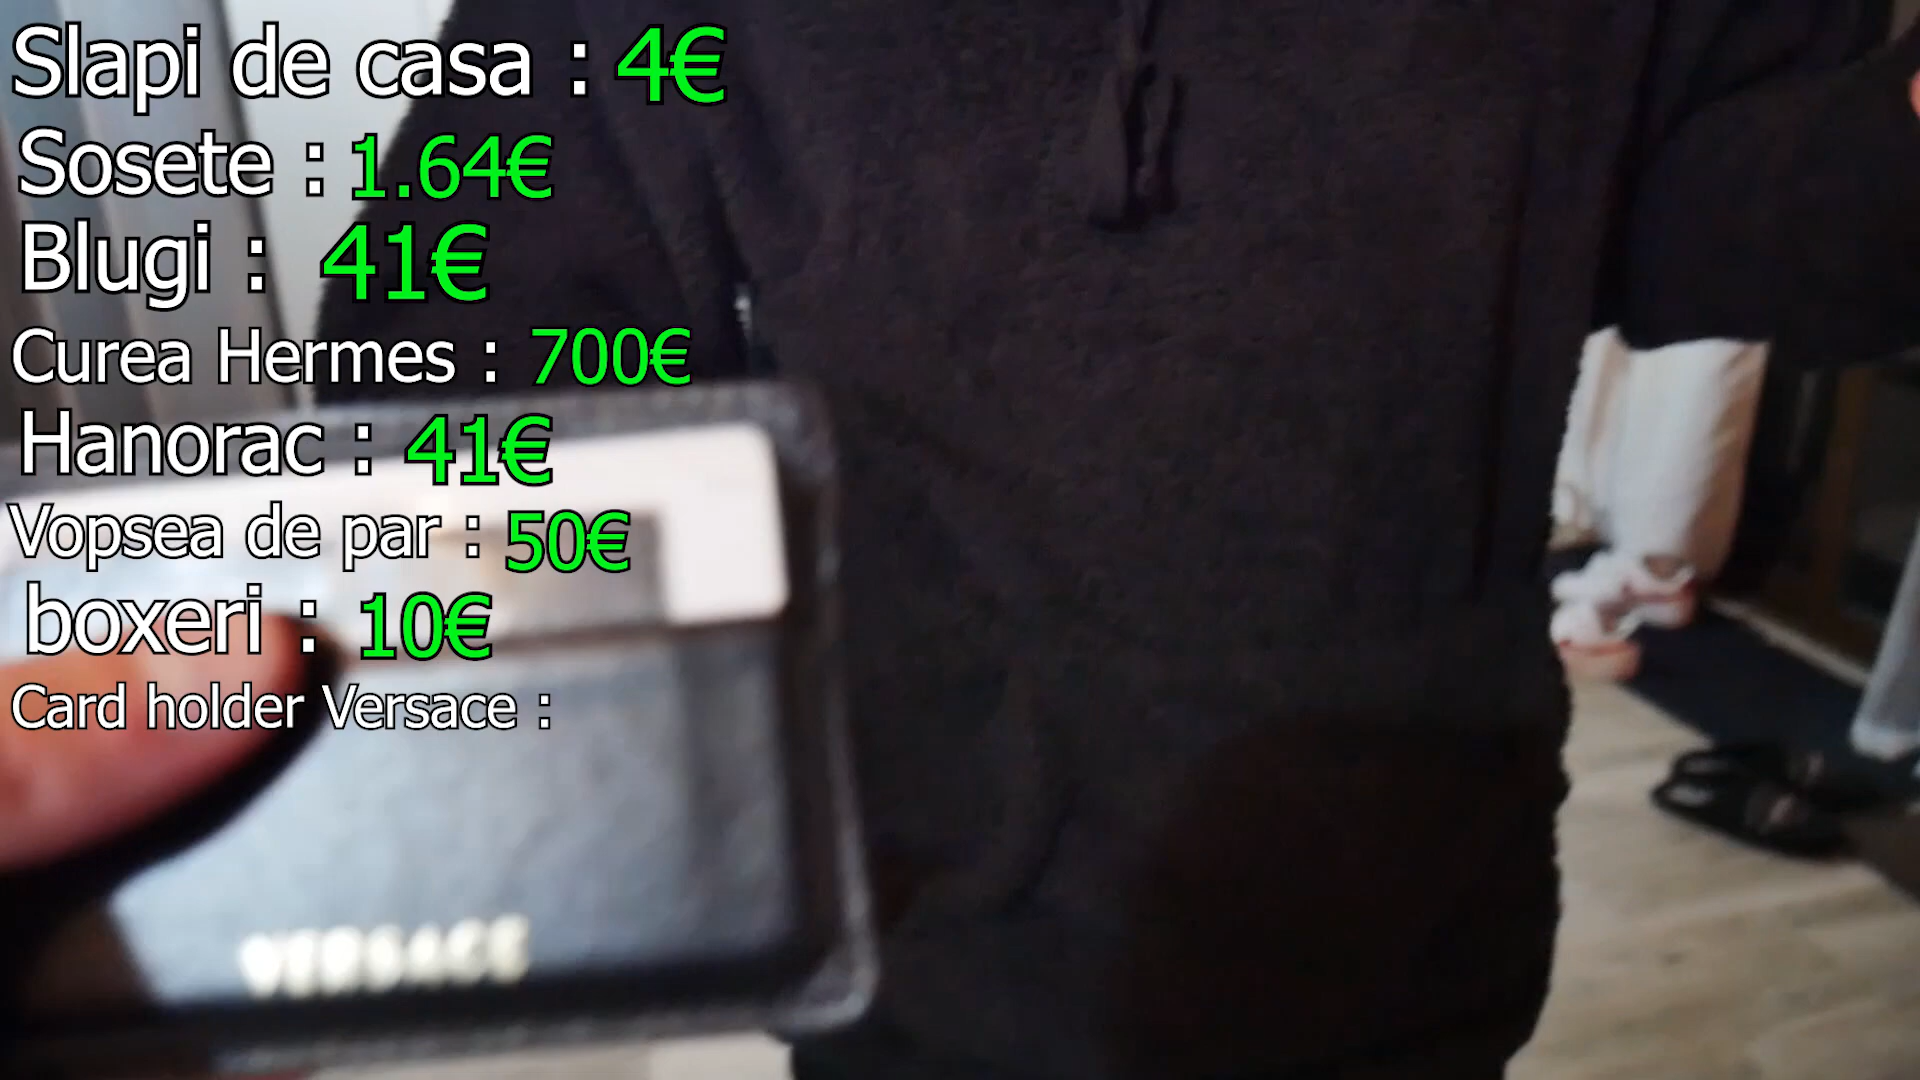 Slapi de casa : 4€
Sosete : 1.64€
Blugi : 41€
Curea Hermes : 700€
Hanorac : 41€
Vopsea de par : 50€
boxeri : 10€
Card holder Versace :
VERSACE